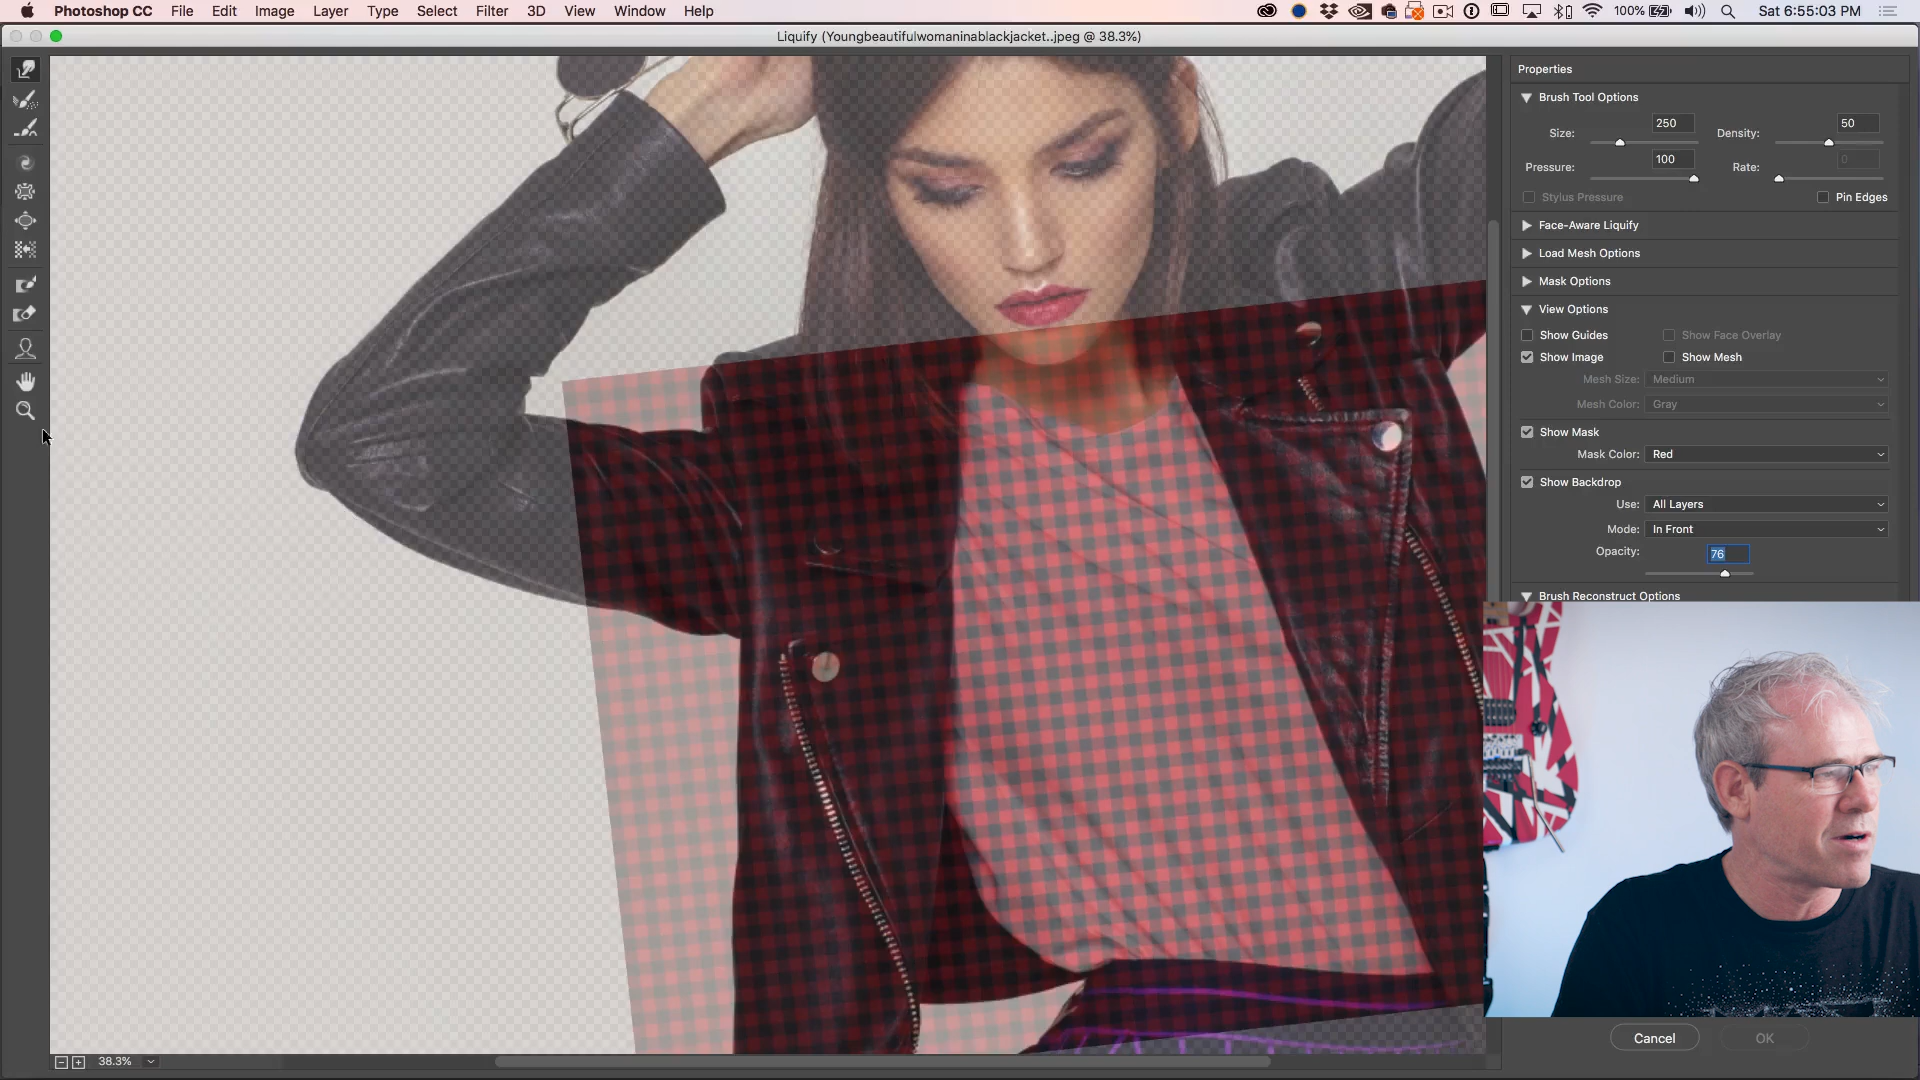 Photoshop CC File Edit Image Layer Type Select Filter 3D View Window Help 100% Sat 6:55:03 PM
Liquify (Youngbeautifulwomaninablackjacket..jpeg @ 38.3%)
Properties
Brush Tool Options
Size: 250 Density: 50
Pressure: 100 Rate: 0
Stylus Pressure Pin Edges
Face-Aware Liquify
Load Mesh Options
Mask Options
View Options
Show Guides Show Face Overlay
Show Image Show Mesh
Mesh Size: Medium
Mesh Color: Gray
Show Mask
Mask Color: Red
Show Backdrop
Use: All Layers
Mode: In Front
Opacity: 76
Brush Reconstruct Options
Cancel OK
38.3%